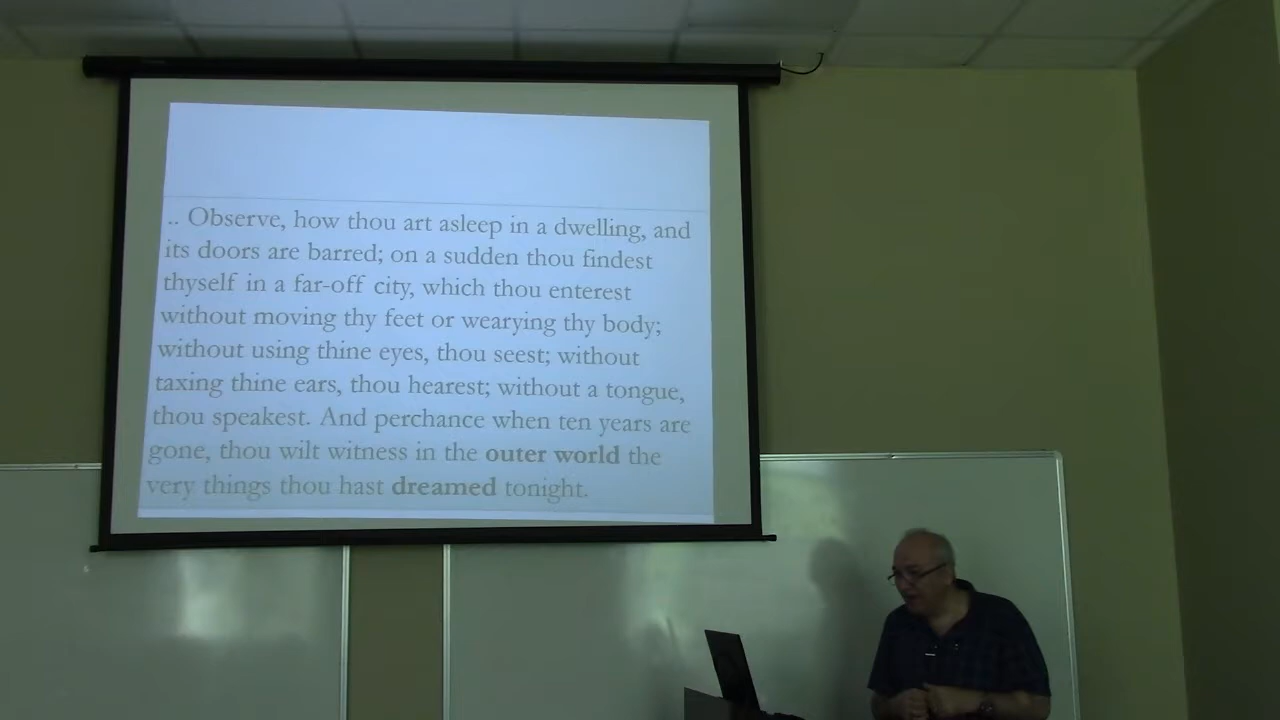 .. Observe, how thou art asleep in a dwelling, and
its doors are barred; on a sudden thou findest
thyself in a far-off city, which thou enterest
without moving thy feet or wearying thy body;
without using thine eyes, thou seest; without
taxing thine ears, thou hearest; without a tongue,
thou speakest. And perchance when ten years are
gone, thou wilt witness in the outer world the
very things thou hast dreamed tonight.